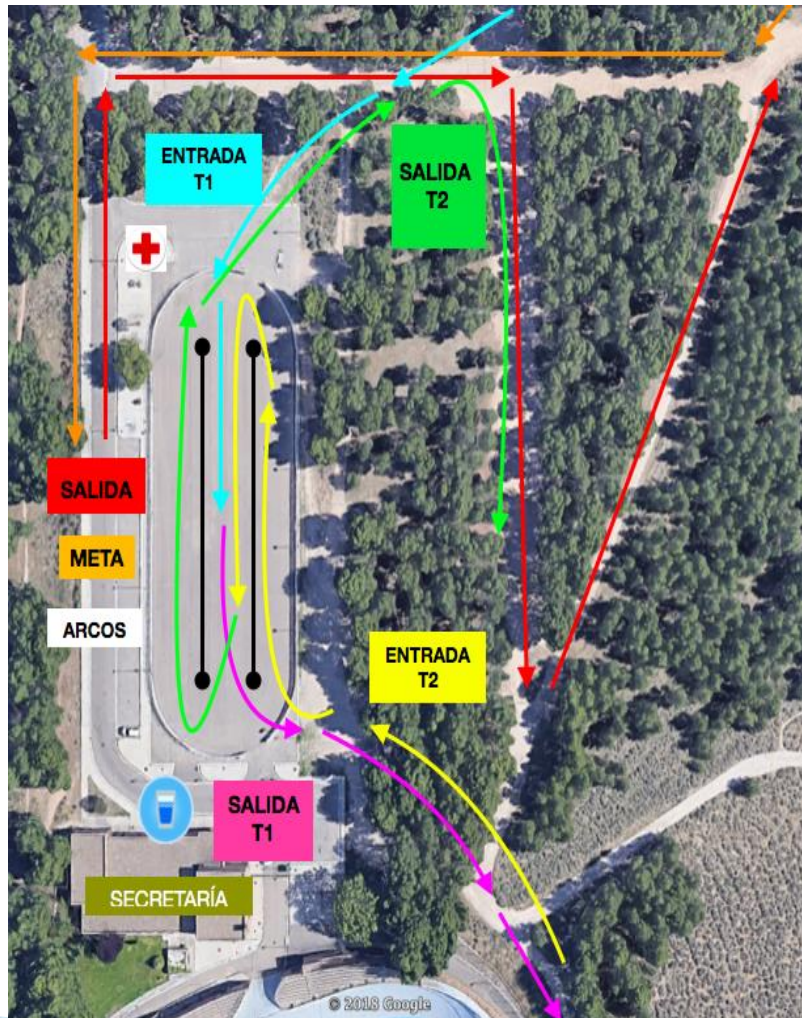 ENTRADA
T1
SALIDA
T2
SALIDA
META
ARCOS
ENTRADA
T2
SALIDA
T1
SECRETARÍA
© 2018 Google